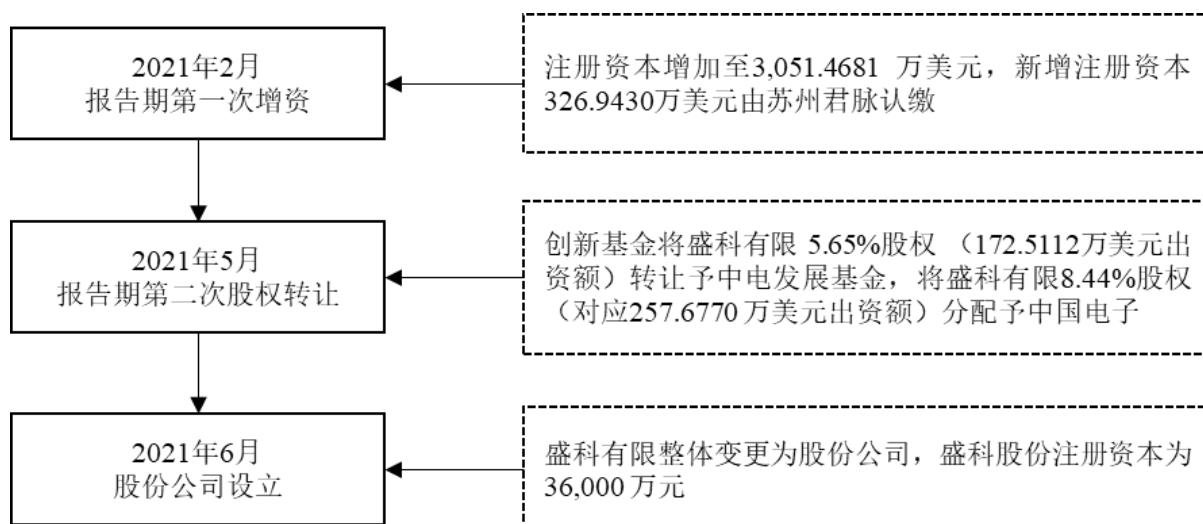 2021年2月
报告期第一次增资
注册资本增加至3,051.4681 万美元，新增注册资本
326.9430万美元由苏州君脉认缴
2021年5月
报告期第二次股权转让
创新基金将盛科有限 5.65%股权 （172.5112万美元出
资额）转让予中电发展基金，将盛科有限8.44%股权
（对应257.6770 万美元出资额）分配予中国电子
2021年6月
股份公司设立
盛科有限整体变更为股份公司，盛科股份注册资本为
36,000 万元